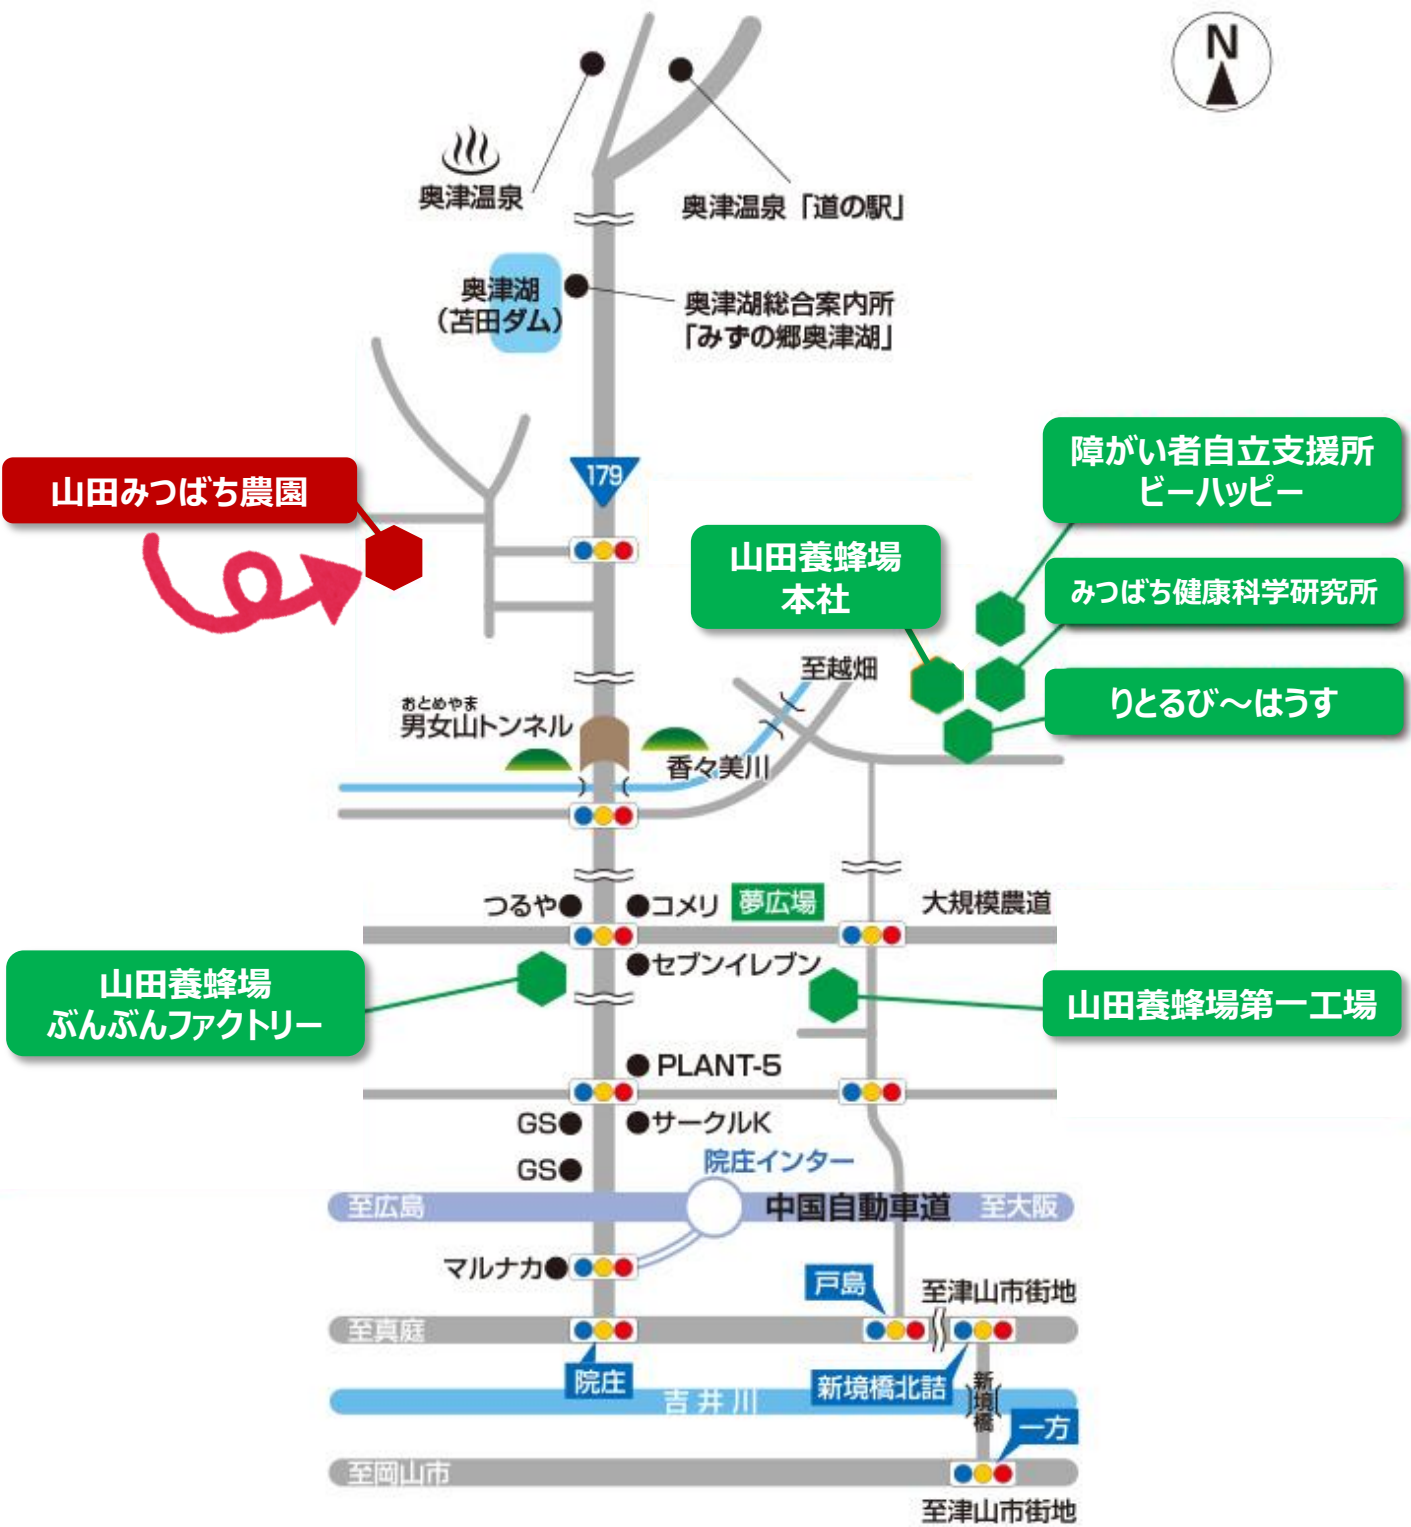 N
奥津温泉
奥津温泉「道の駅」
奥津湖
（苫田ダム）
奥津湖総合案内所
「みずの郷奥津湖」
179
山田みつばち農園
障がい者自立支援所
ビーハッピー
山田養蜂場
本社
みつばち健康科学研究所
りとるび～はうす
至越畑
おとめやま
男女山トンネル
香々美川
つるや
コメリ
夢広場
大規模農道
セブンイレブン
山田養蜂場
ぶんぶんファクトリー
山田養蜂場第一工場
PLANT-5
GS
サークルK
GS
院庄インター
至広島
中国自動車道
至大阪
マルナカ
戸島
至津山市街地
至真庭
院庄
新境橋北詰
新境橋
吉井川
一方
至岡山市
至津山市街地